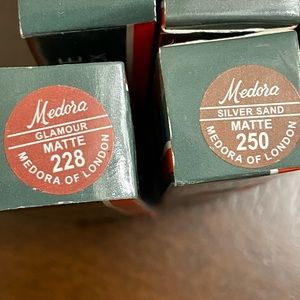 Medora
GLAMOUR
MATTE
228
MEDORA OF LONDON
Medora
SILVER SAND
MATTE
250
MEDORA OF LONDON